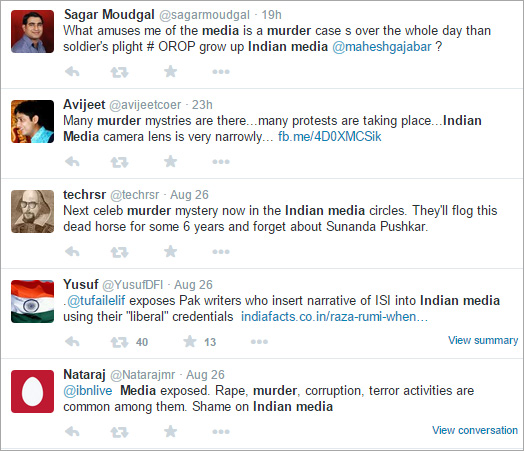 Sagar Moudgal @sagarmoudgal · 19h
What amuses me of the media is a murder case s over the whole day than
soldier's plight # OROP grow up Indian media @maheshgajabar ?
Avijeet @avijeetcoer · 23h
Many murder mystries are there...many protests are taking place...Indian
Media camera lens is very narrowly... fb.me/4D0XMCSik
techrsr @techrsr · Aug 26
Next celeb murder mystery now in the Indian media circles. They'll flog this
dead horse for some 6 years and forget about Sunanda Pushkar.
Yusuf @YusufDFI · Aug 26
.@tufailelif exposes Pak writers who insert narrative of ISI into Indian media
using their "liberal" credentials indiafacts.co.in/raza-rumi-when...
40 13 View summary
Nataraj @Natarajmr · Aug 26
@ibnlive Media exposed. Rape, murder, corruption, terror activities are
common among them. Shame on Indian media
View conversation